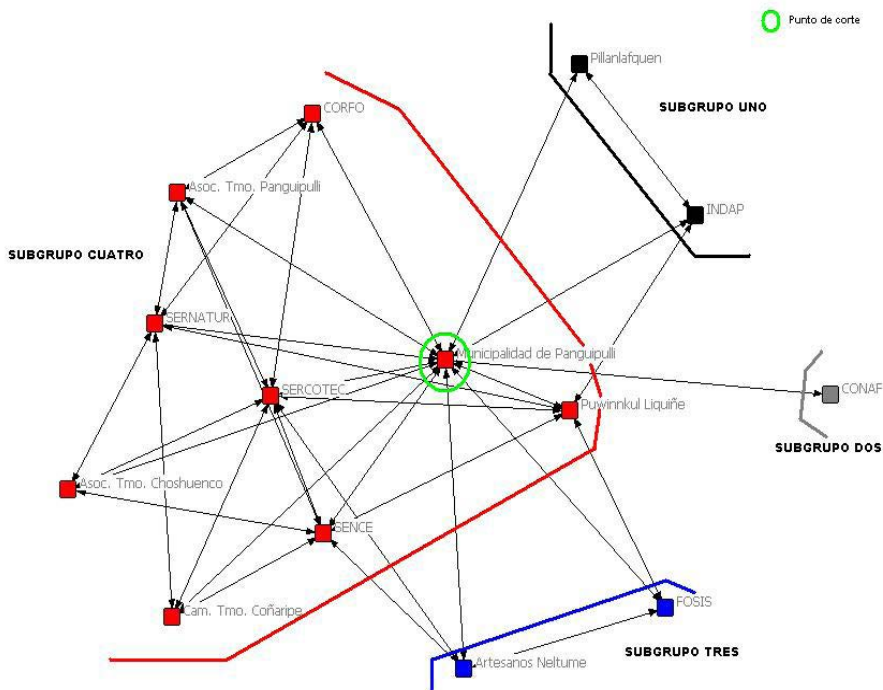 Punto de corte
Pillanlafquen
CORFO
SUBGRUPO UNO
Asoc. Tmo. Panguipulli
INDAP
SUBGRUPO CUATRO
SERNATUR
Municipalidad de Panguipulli
SERCOTEC
CONAF
Puwinnkul Liquiñe
SUBGRUPO DOS
Asoc. Tmo. Choshuenco
SENCE
FOSIS
Cam. Tmo. Coñaripe
SUBGRUPO TRES
Artesanos Neltume